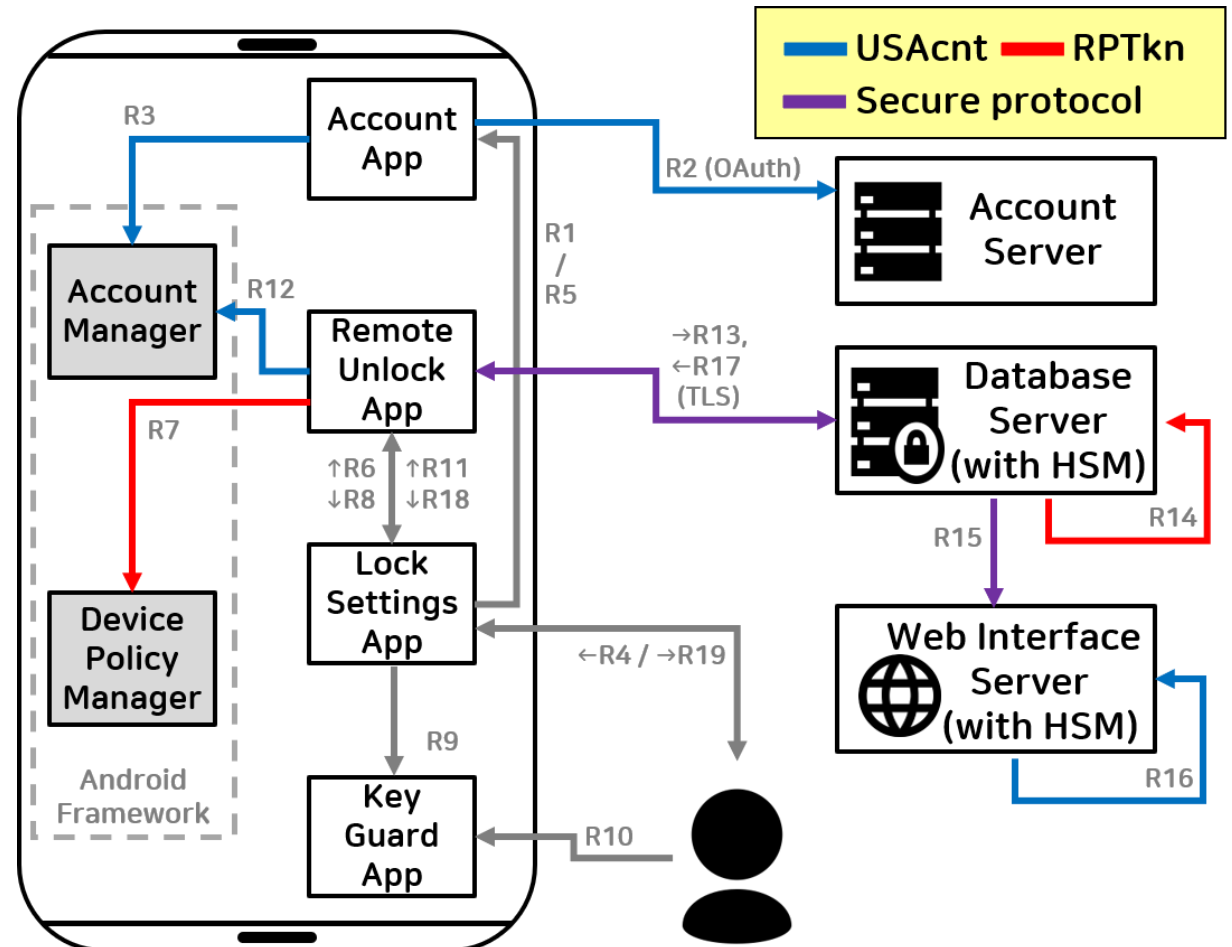 USAcnt
RPTkn
Secure protocol
R3
Account
App
R2 (OAuth)
Account
Server
R1
/
R5
Account
Manager
R12
Remote
Unlock
App
→R13,
←R17
(TLS)
Database
Server
(with HSM)
R7
↑R6
↓R8
↑R11
↓R18
R14
R15
Lock
Settings
App
Device
Policy
Manager
←R4 / →R19
Web Interface
Server
(with HSM)
R9
R16
Android
Framework
Key
Guard
App
R10